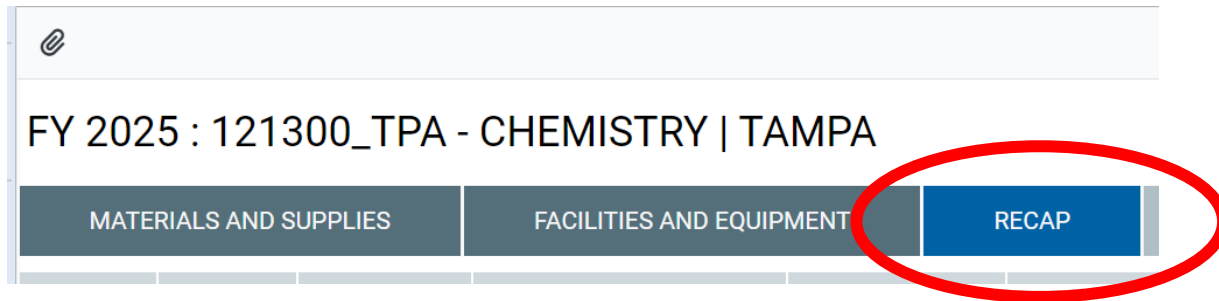 FY 2025 : 121300_TPA - CHEMISTRY | TAMPA
MATERIALS AND SUPPLIES FACILITIES AND EQUIPMENT RECAP